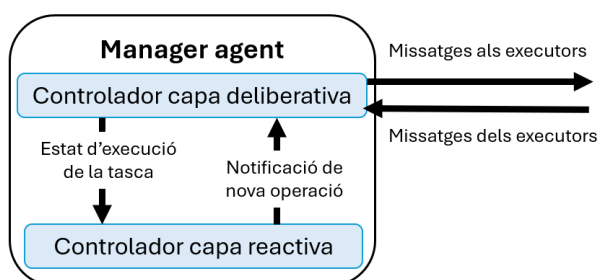 Manager agent
Missatges als executors
Controlador capa deliberativa
Missatges dels executors
Estat d'execució
de la tasca
Notificació de
nova operació
Controlador capa reactiva